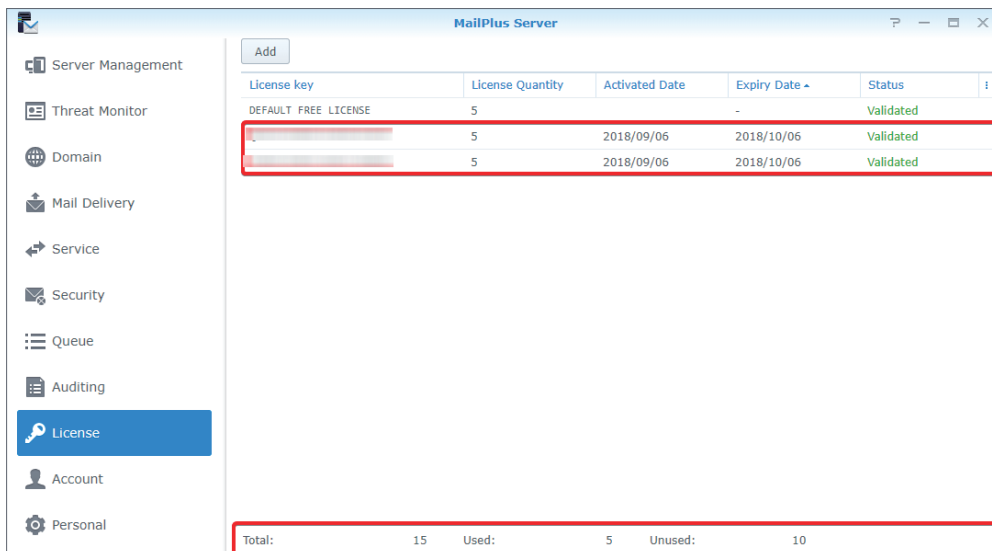 MailPlus Server
Server Management
Threat Monitor
Domain
Mail Delivery
Service
Security
Queue
Auditing
License
Account
Personal
Add
License key License Quantity Activated Date Expiry Date Status
DEFAULT FREE LICENSE 5 - Validated
5 2018/09/06 2018/10/06 Validated
5 2018/09/06 2018/10/06 Validated
Total: 15 Used: 5 Unused: 10